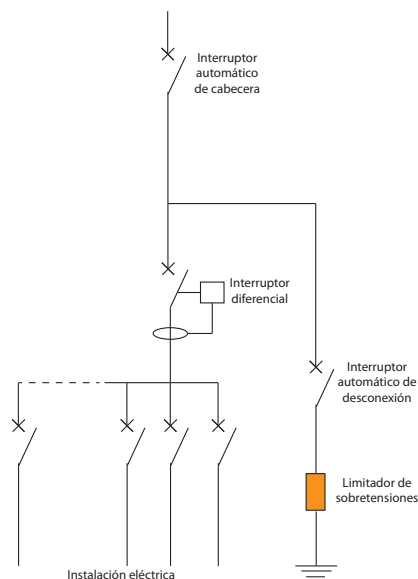 Interruptor
automático
de cabecera
Interruptor
diferencial
Interruptor
automático de
desconexión
Limitador de
sobretensiones
Instalación eléctrica